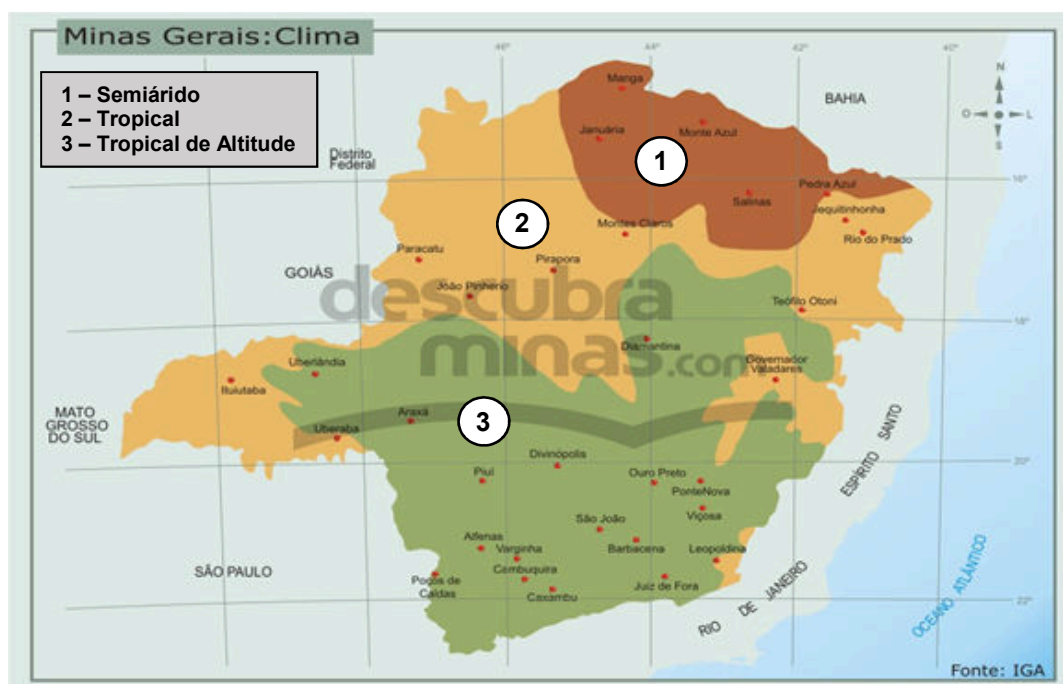 Minas Gerais:Clima
1 – Semiárido
2 – Tropical
3 – Tropical de Altitude
46°
44°
42°
40°
N
O
L
S
BAHIA
Distrito
Federal
Manga
Januária
Monte Azul
1
16°
Pedra Azul
Salinas
Jequitinhonha
Rio do Prado
2
Montes Claros
Paracatu
Pirapora
GOIÁS
João Pinheiro
descubra
minas.com
Teófilo Otoni
18°
Diamantina
Uberlândia
Governador
Valadares
Ituiutaba
MATO
GROSSO
DO SUL
Araxá
3
Uberaba
Divinópolis
20°
Piuí
Ouro Preto
PonteNova
Viçosa
ESPÍRITO SANTO
São João
Barbacena
Alfenas
Varginha
Leopoldina
SÃO PAULO
Poços de
Caldas
Cambuquira
Caxambu
Juiz de Fora
RIO DE JANEIRO
22°
OCEANO ATLÂNTICO
Fonte: IGA